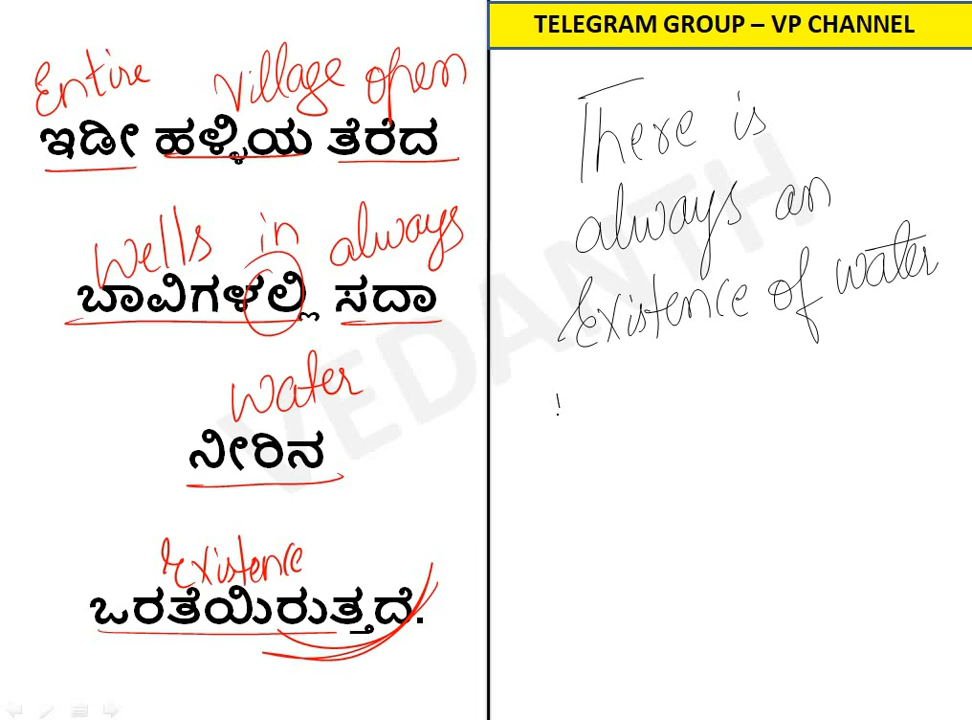 TELEGRAM GROUP – VP CHANNEL
Entire village open
ಇಡೀ ಹಳ್ಳಿಯ ತೆರೆದ
wells in always
ಬಾವಿಗಳಲ್ಲಿ ಸದಾ
water
ನೀರಿನ
Existence
ಒರತೆಯಿರುತ್ತದೆ.
There is
always an
Existence of water
VEDANTH